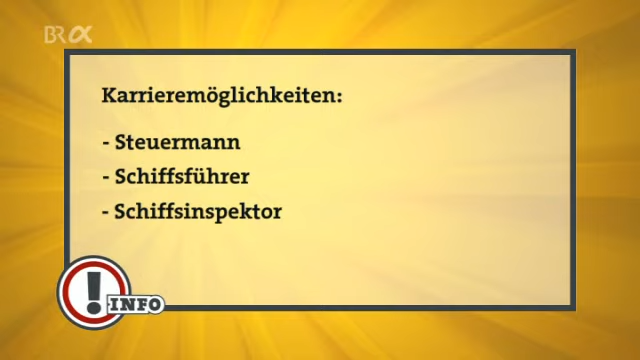 BRα
Karrieremöglichkeiten:
- Steuermann
- Schiffsführer
- Schiffsinspektor
! INFO